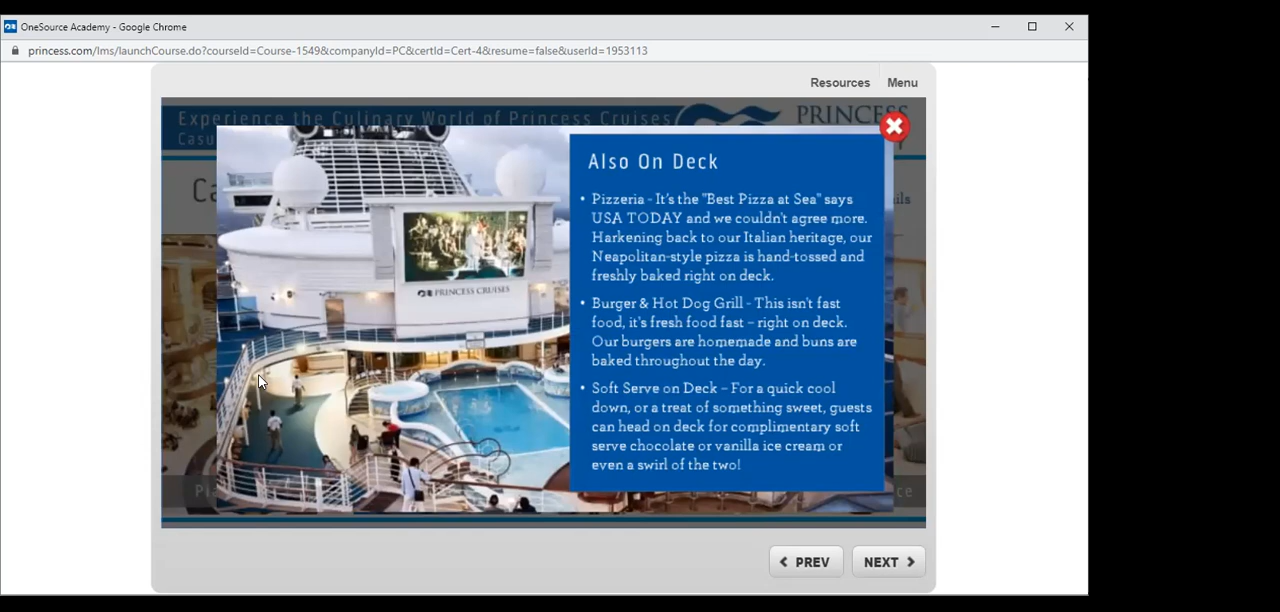 OneSource Academy - Google Chrome
princess.com/lms/launchCourse.do?courseId=Course-1549&companyId=PC&certId=Cert-4&resume=false&userId=1953113
Resources Menu
Experience the Culinary World of Princess Cruises
PRINCESS
Also On Deck
• Pizzeria - It's the "Best Pizza at Sea" says
USA TODAY and we couldn't agree more.
Harkening back to our Italian heritage, our
Neapolitan-style pizza is hand-tossed and
freshly baked right on deck.
• Burger & Hot Dog Grill - This isn't fast
food, it's fresh food fast – right on deck.
Our burgers are homemade and buns are
baked throughout the day.
• Soft Serve on Deck – For a quick cool
down, or a treat of something sweet, guests
can head on deck for complimentary soft
serve chocolate or vanilla ice cream or
even a swirl of the two!
PRINCESS CRUISES
PREV NEXT